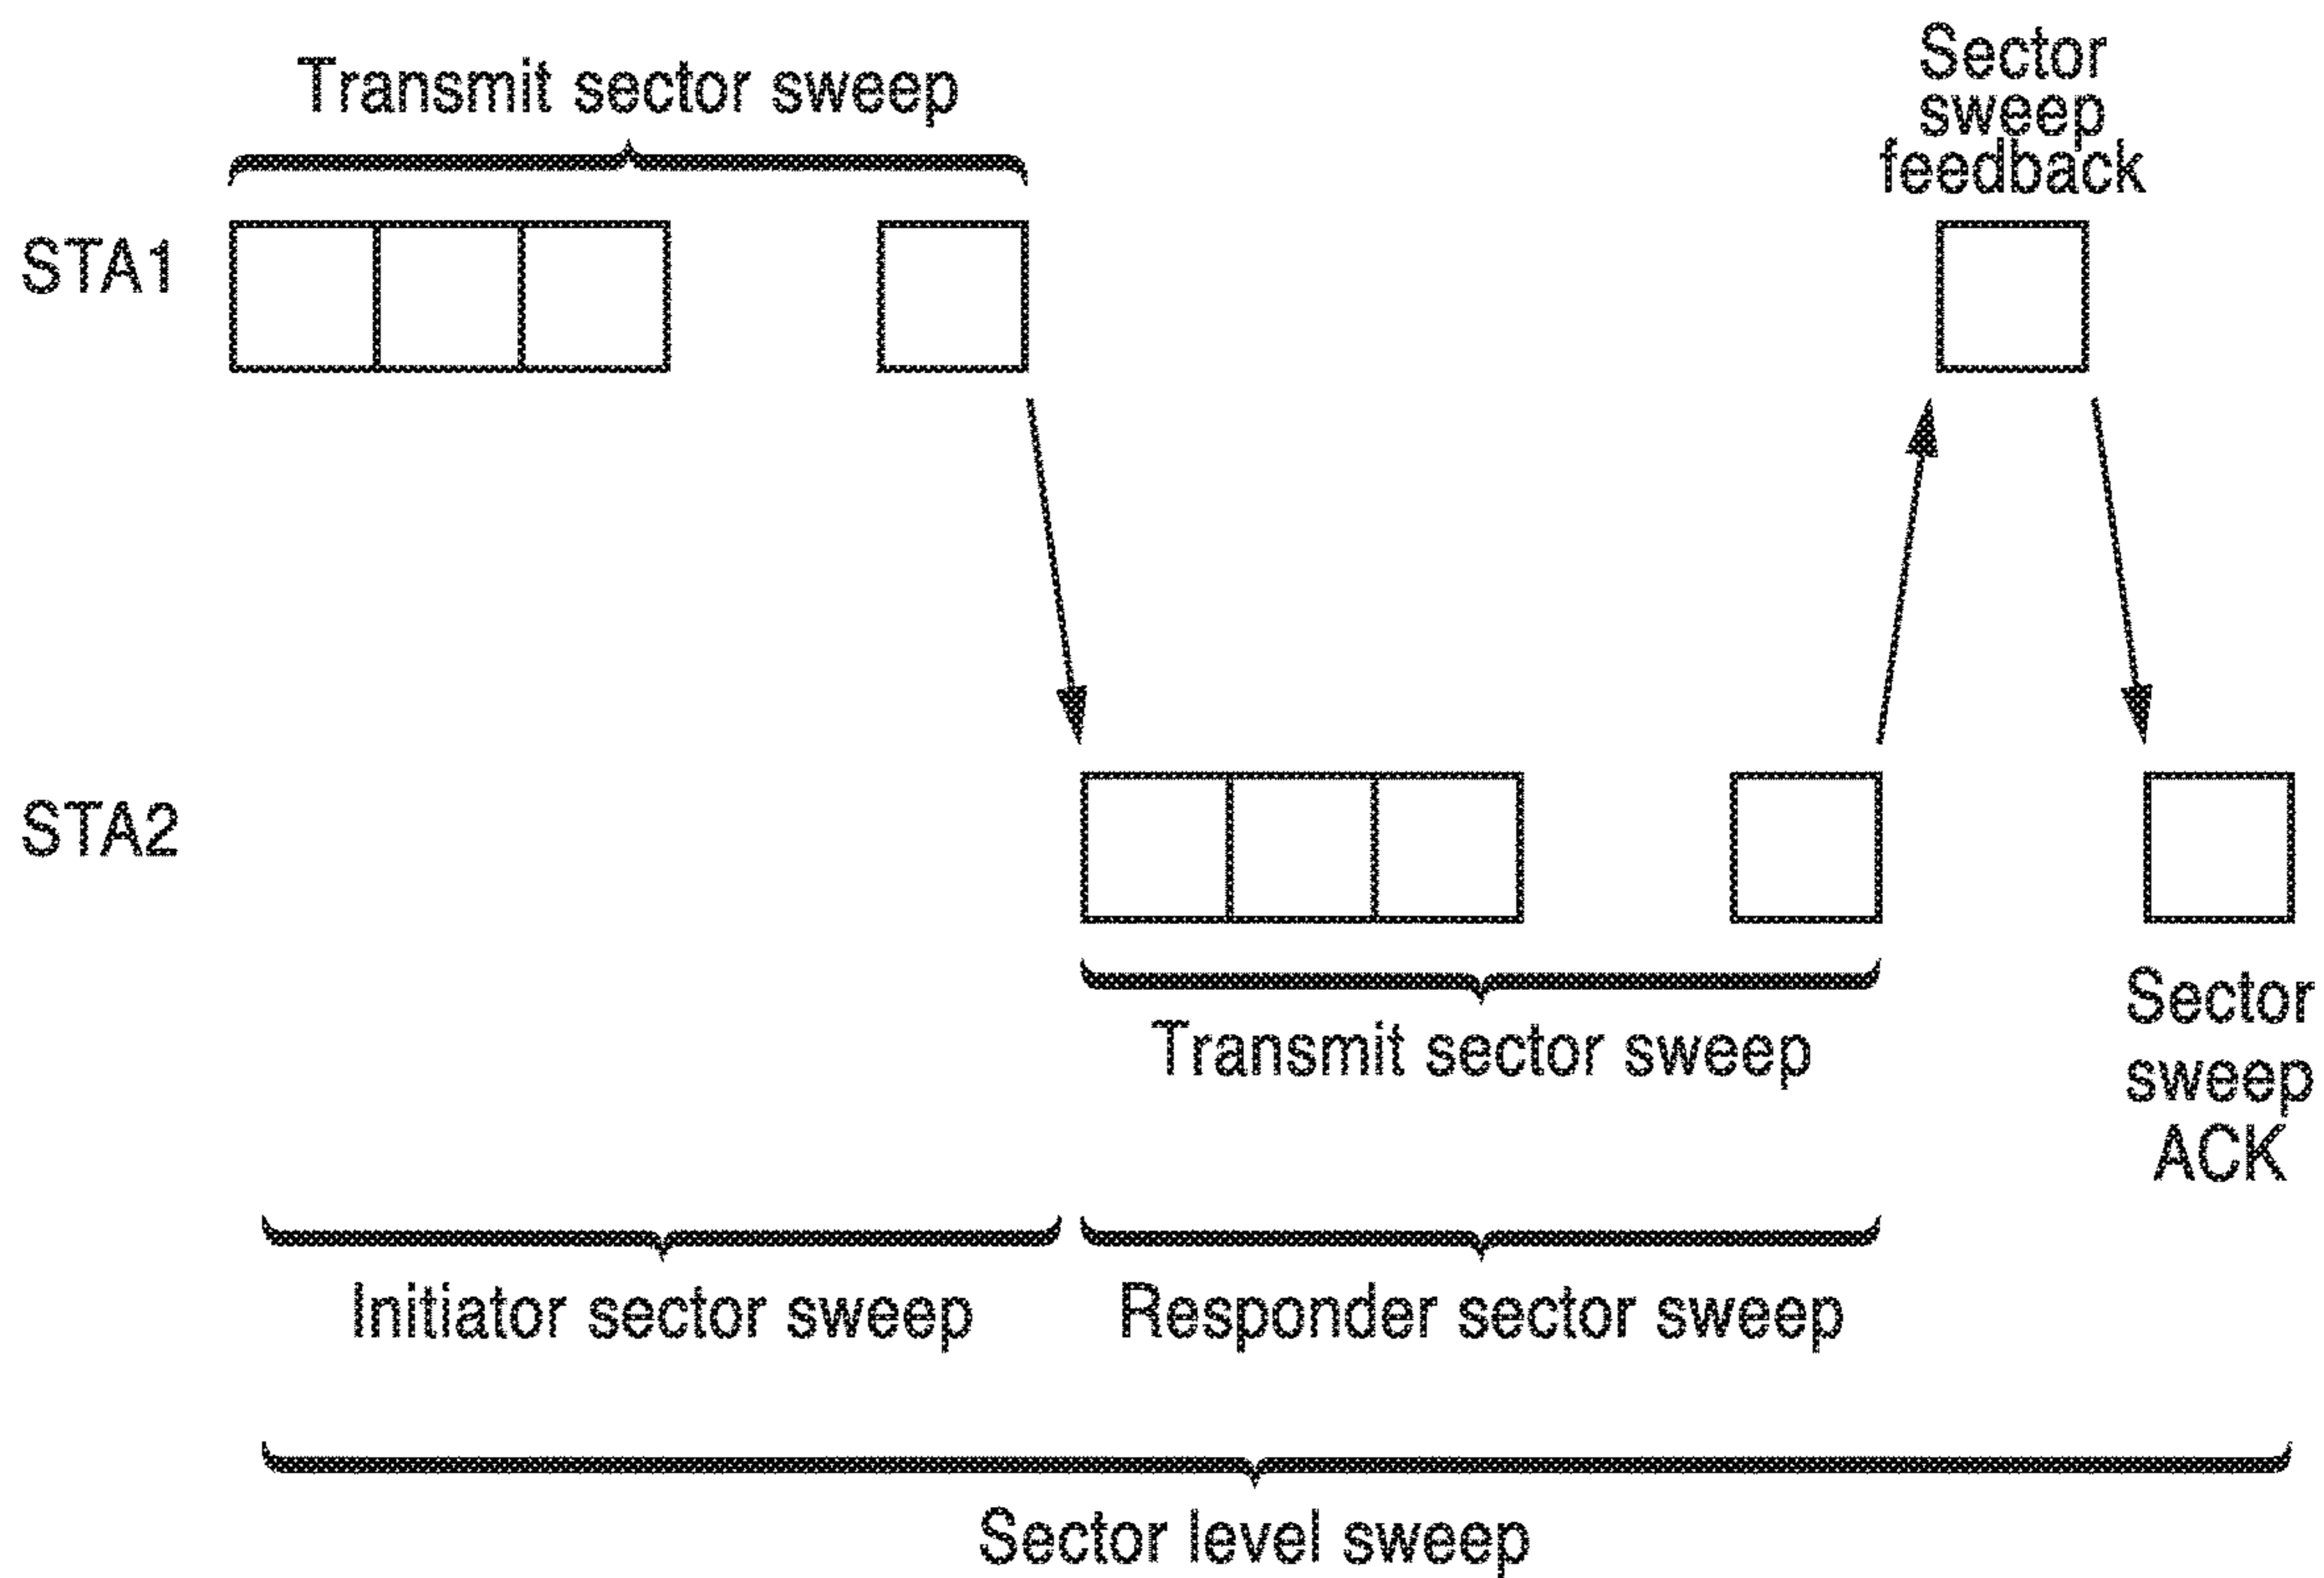 Transmit sector sweep
Sector
sweep
feedback
STA1
STA2
Transmit sector sweep
Sector
sweep
ACK
Initiator sector sweep
Responder sector sweep
Sector level sweep